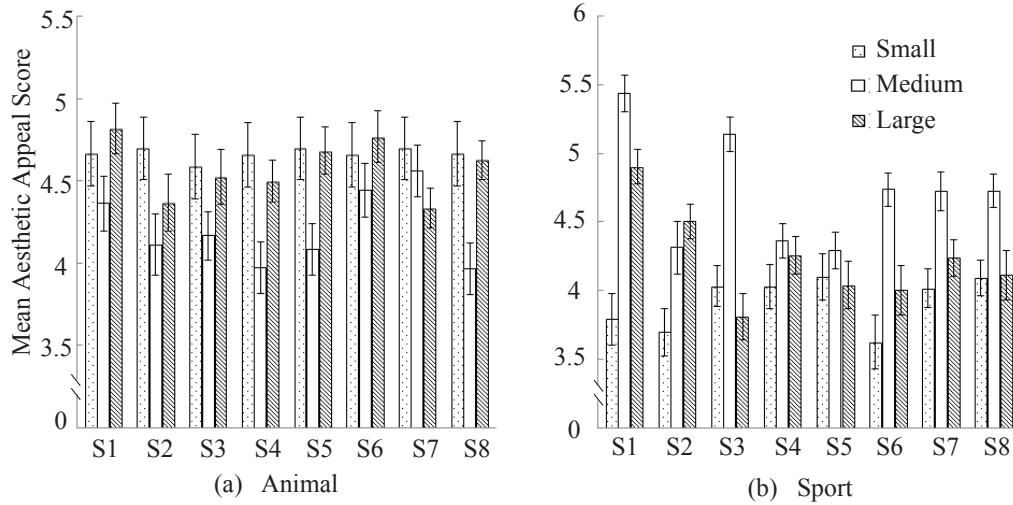 Mean Aesthetic Appeal Score
5.5
5
4.5
4
3.5
0
S1 S2 S3 S4 S5 S6 S7 S8
(a) Animal
6
5.5
5
4.5
4
3.5
0
Small
Medium
Large
S1 S2 S3 S4 S5 S6 S7 S8
(b) Sport